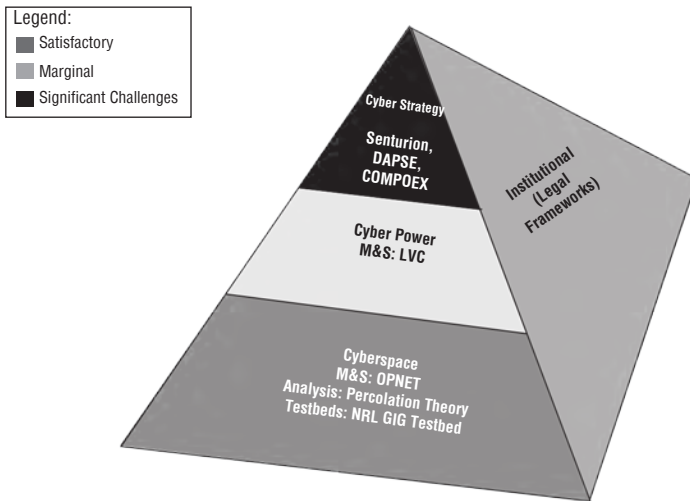 Legend:
Satisfactory
Marginal
Significant Challenges
Cyber Strategy
Senturion,
DAPSE,
COMPOEX
Institutional
(Legal
Frameworks)
Cyber Power
M&S: LVC
Cyberspace
M&S: OPNET
Analysis: Percolation Theory
Testbeds: NRL GIG Testbed